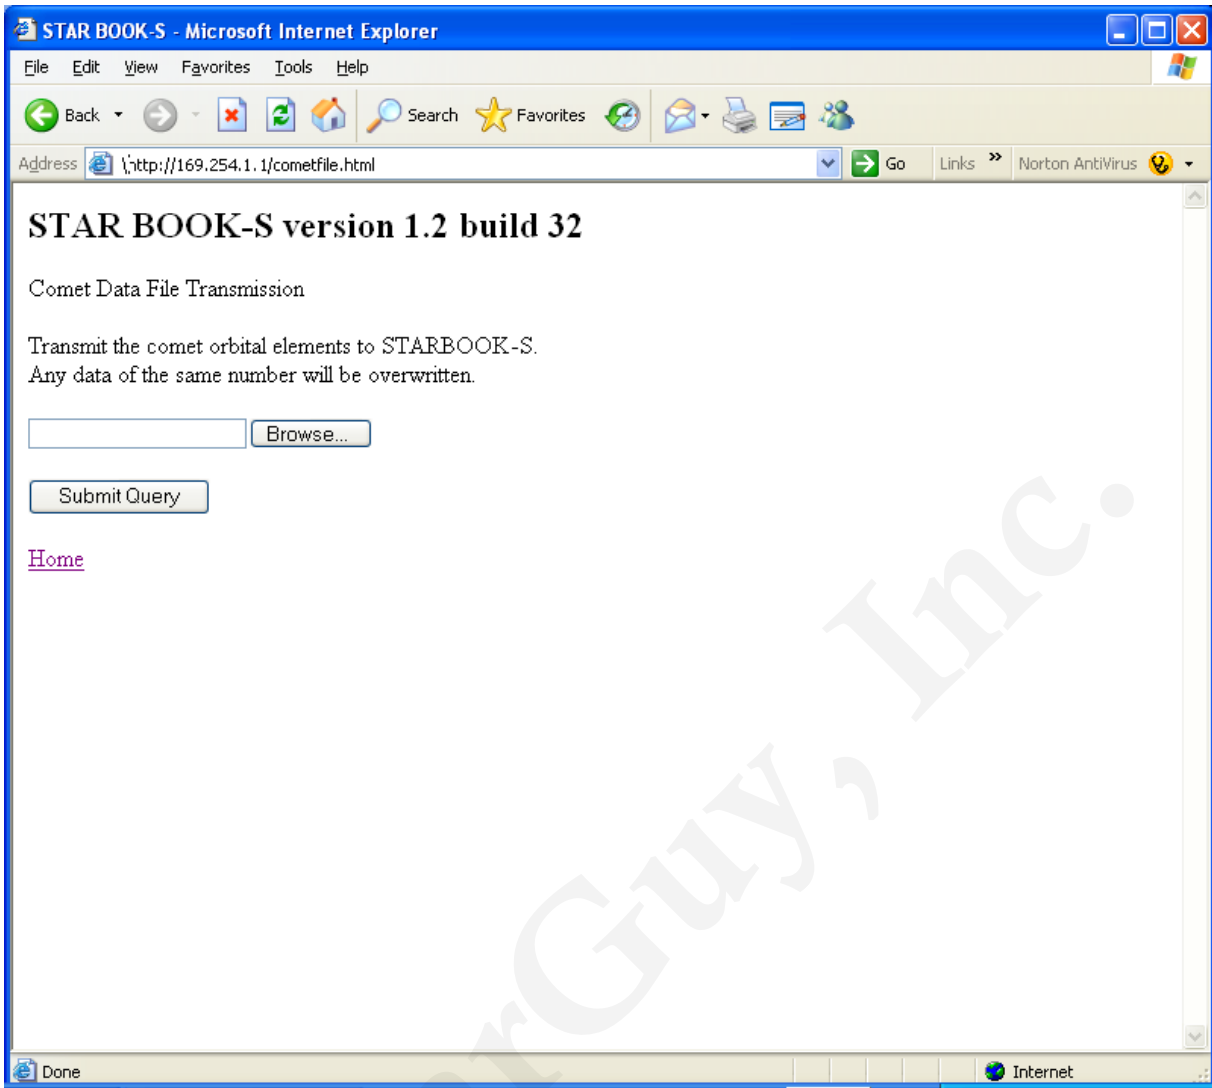 STAR BOOK-S - Microsoft Internet Explorer
File Edit View Favorites Tools Help
Back Search Favorites
Address \http://169.254.1.1/cometfile.html Go Links » Norton AntiVirus
STAR BOOK-S version 1.2 build 32
Comet Data File Transmission
Transmit the comet orbital elements to STARBOOK-S.
Any data of the same number will be overwritten.
Browse...
Submit Query
Home
rGuy, Inc.
Done Internet